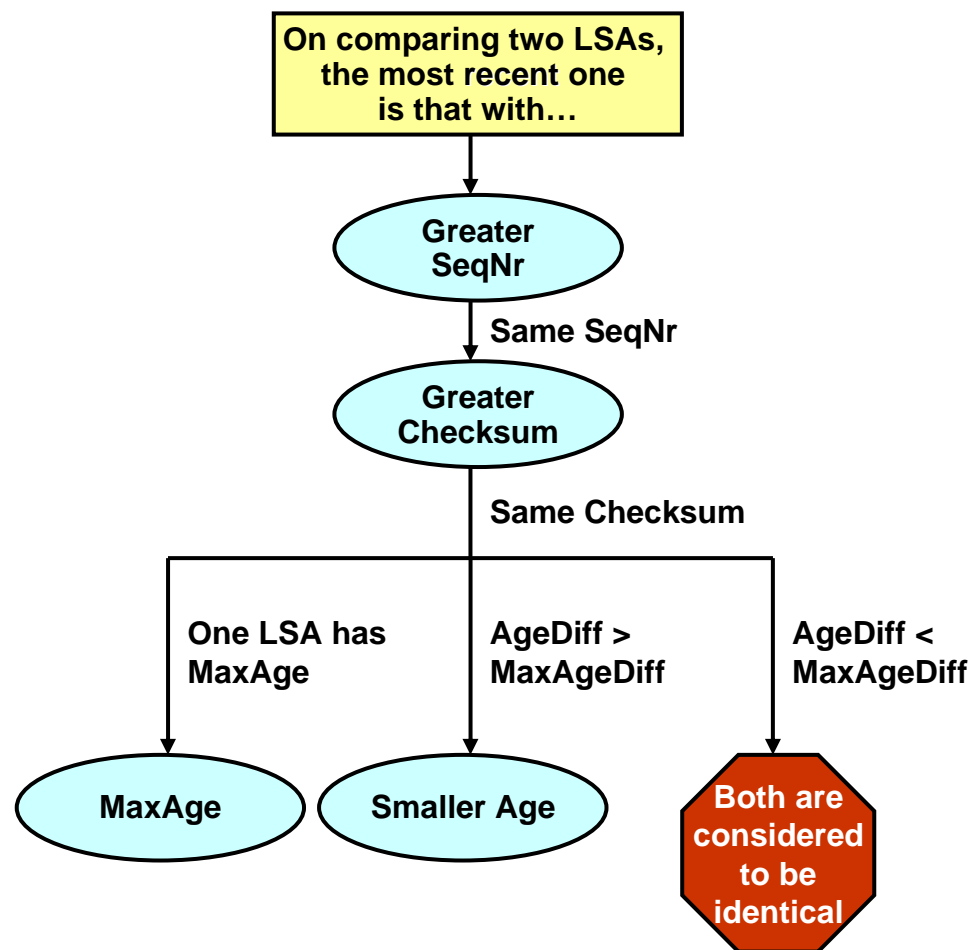 On comparing two LSAs,
the most recent one
is that with…
Greater
SeqNr
Same SeqNr
Greater
Checksum
Same Checksum
One LSA has
MaxAge
AgeDiff >
MaxAgeDiff
AgeDiff <
MaxAgeDiff
MaxAge
Smaller Age
Both are
considered
to be
identical